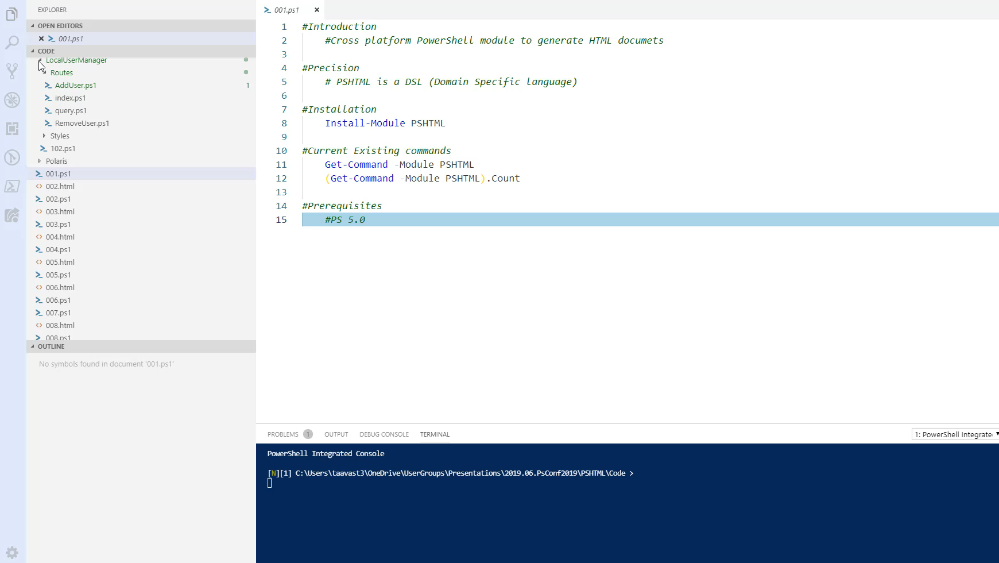 EXPLORER
OPEN EDITORS
001.ps1
CODE
LocalUserManager
Routes
AddUser.ps1 1
index.ps1
query.ps1
RemoveUser.ps1
Styles
102.ps1
Polaris
001.ps1
002.html
002.ps1
003.html
003.ps1
004.html
004.ps1
005.html
005.ps1
006.html
006.ps1
007.ps1
008.html
008.ps1
OUTLINE
No symbols found in document '001.ps1'
001.ps1
1 #Introduction
2 #Cross platform PowerShell module to generate HTML documets
3
4 #Precision
5 # PSHTML is a DSL (Domain Specific language)
6
7 #Installation
8 Install-Module PSHTML
9
10 #Current Existing commands
11 Get-Command -Module PSHTML
12 (Get-Command -Module PSHTML).Count
13
14 #Prerequisites
15 #PS 5.0
PROBLEMS 1 OUTPUT DEBUG CONSOLE TERMINAL 1: PowerShell Integrate
PowerShell Integrated Console
[N][1] C:\Users\taavast3\OneDrive\UserGroups\Presentations\2019.06.PsConf2019\PSHTML\Code >